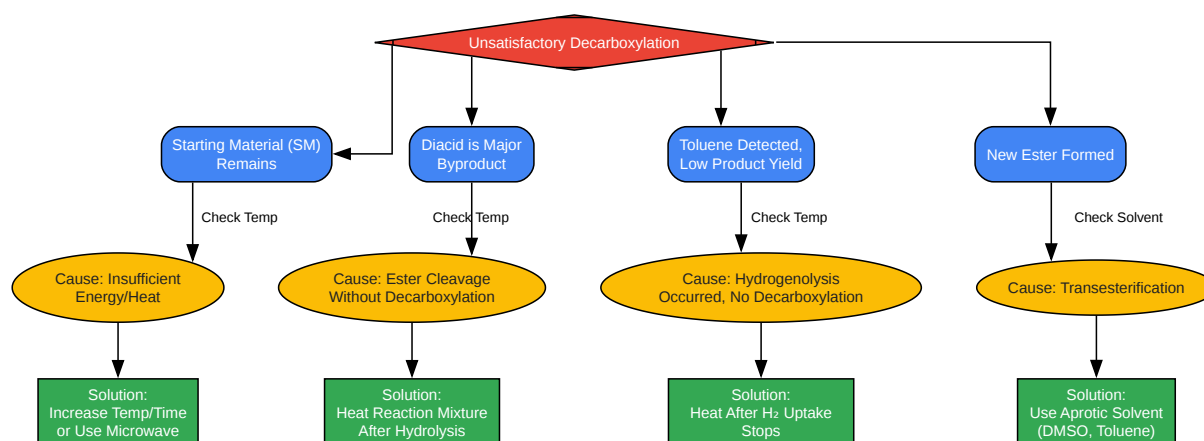 Unsatisfactory Decarboxylation
Starting Material (SM)
Remains
Diacid is Major
Byproduct
Toluene Detected,
Low Product Yield
New Ester Formed
Check Temp
Check Temp
Check Temp
Check Solvent
Cause: Insufficient
Energy/Heat
Cause: Ester Cleavage
Without Decarboxylation
Cause: Hydrogenolysis
Occurred, No Decarboxylation
Cause: Transesterification
Solution:
Increase Temp/Time
or Use Microwave
Solution:
Heat Reaction Mixture
After Hydrolysis
Solution:
Heat After H₂ Uptake
Stops
Solution:
Use Aprotic Solvent
(DMSO, Toluene)